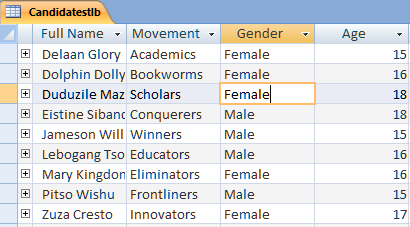 Candidatestlb
Full Name Movement Gender Age
Delaan Glory Academics Female 15
Dolphin Dolly Bookworms Female 16
Duduzile Maz Scholars Female 18
Eistine Siband Conquerers Male 18
Jameson Will Winners Male 15
Lebogang Tso Educators Male 16
Mary Kingdon Eliminators Female 16
Pitso Wishu Frontliners Male 15
Zuza Cresto Innovators Female 17